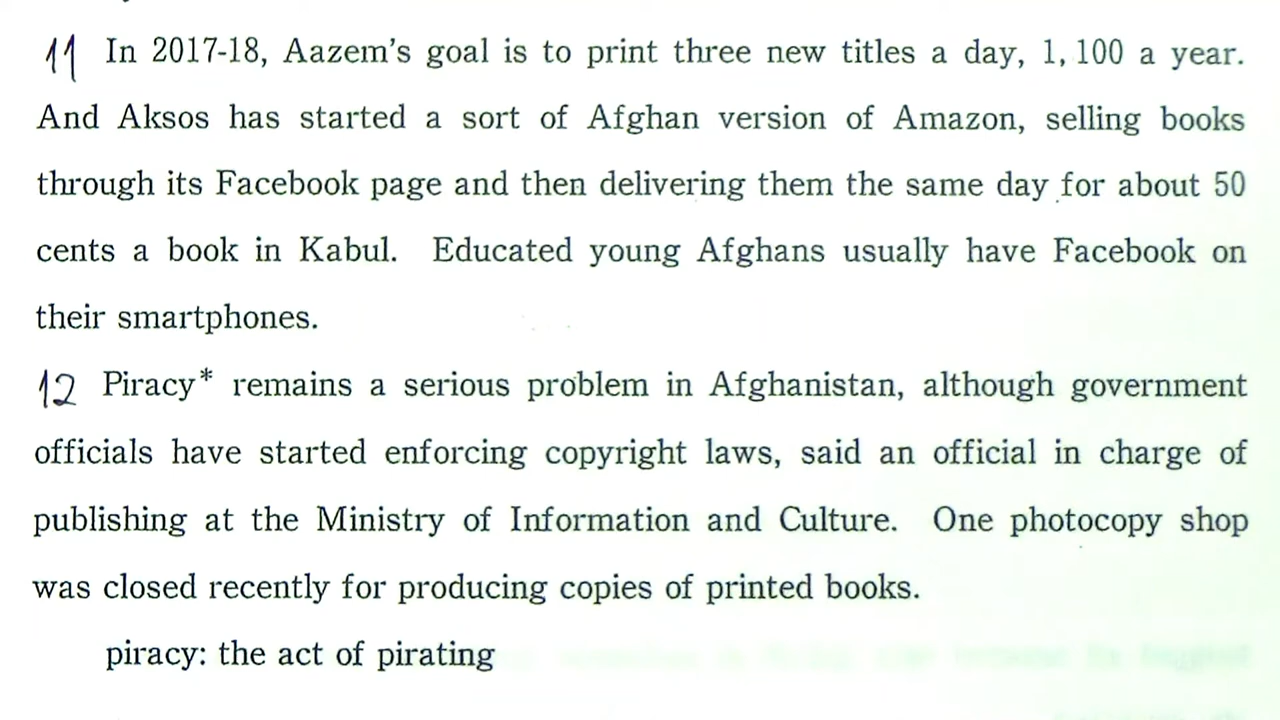 11 In 2017-18, Aazem's goal is to print three new titles a day, 1,100 a year.
And Aksos has started a sort of Afghan version of Amazon, selling books
through its Facebook page and then delivering them the same day for about 50
cents a book in Kabul. Educated young Afghans usually have Facebook on
their smartphones.
12 Piracy* remains a serious problem in Afghanistan, although government
officials have started enforcing copyright laws, said an official in charge of
publishing at the Ministry of Information and Culture. One photocopy shop
was closed recently for producing copies of printed books.
piracy: the act of pirating